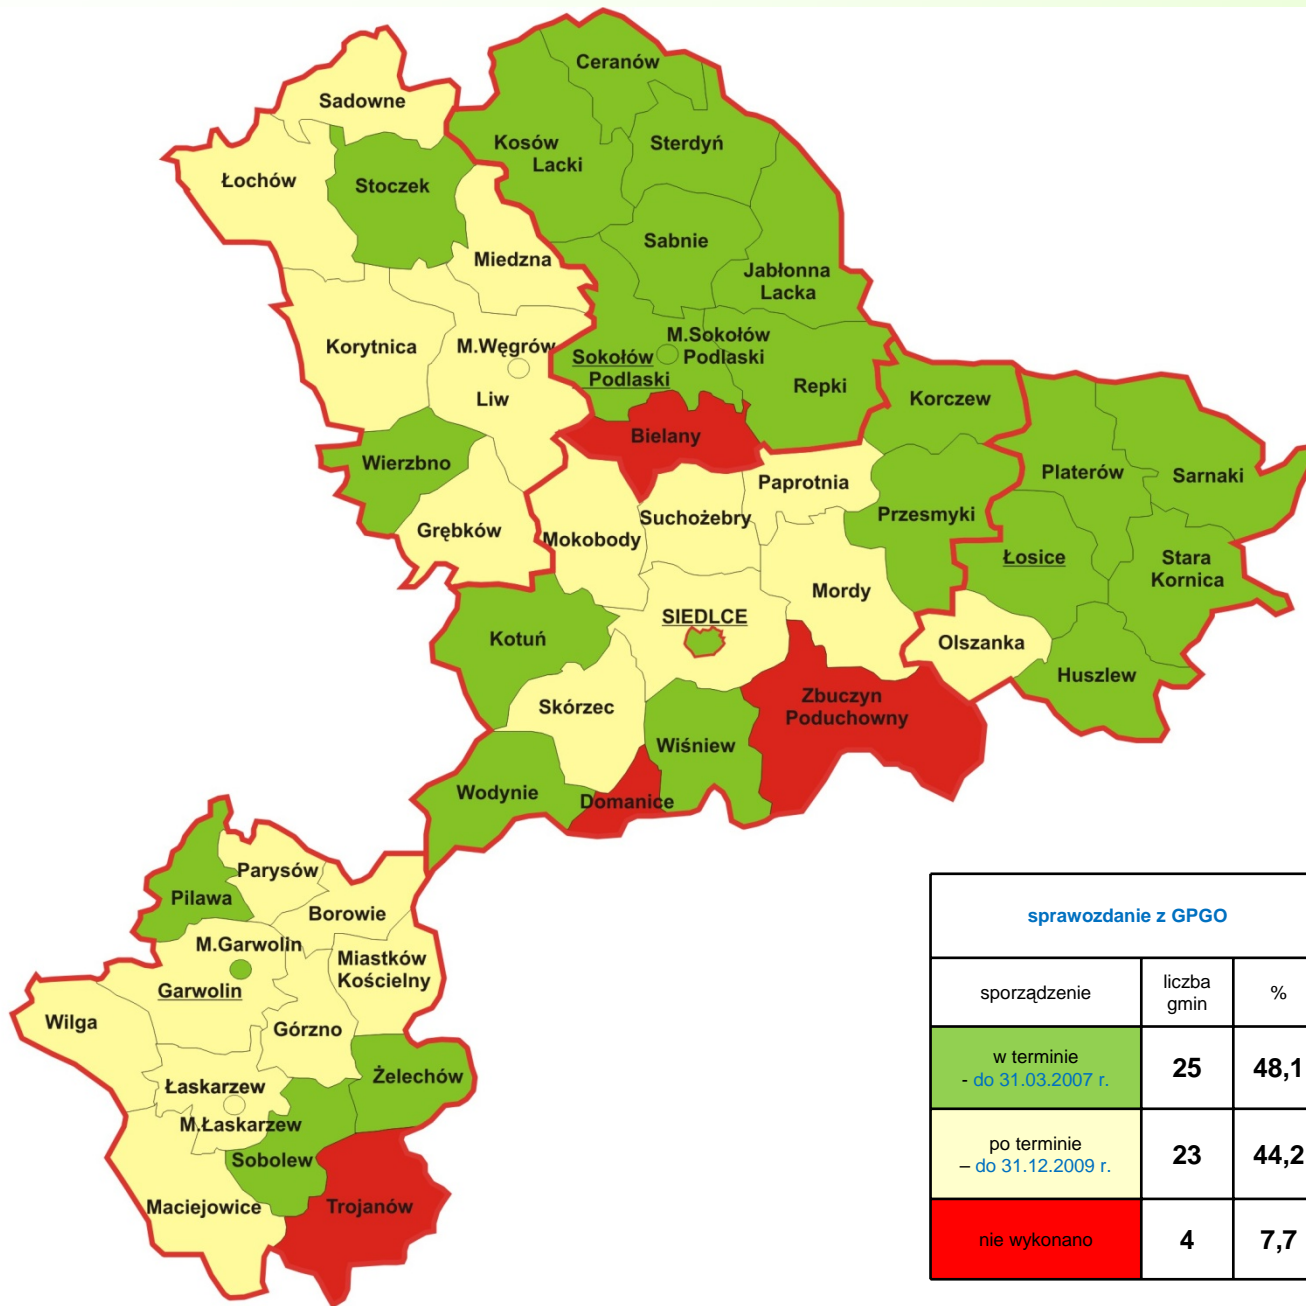 Ceranów
Sadowne
Kosów
Lacki
Sterdyń
Łochów
Stoczek
Sabnie
Miedzna
Jabłonna
Lacka
Korytnica
M.Węgrów
Sokołów
Podlaski
M.Sokołów
Podlaski
Liw
Repki
Korczew
Bielany
Wierzbno
Platerów
Sarnaki
Paprotnia
Grębków
Mokobody
Suchożebry
Przesmyki
Łosice
Stara
Kornica
Mordy
SIEDLCE
Kotuń
Olszanka
Huszlew
Skórzec
Zbuczyn
Poduchowny
Wiśniew
Wodynie
Domanice
Parysów
Pilawa
Borowie
M.Garwolin
Miastków
Kościelny
Garwolin
Wilga
Górzno
Żelechów
Łaskarzew
M.Łaskarzew
Sobolew
Maciejowice
Trojanów
sprawozdanie z GPGO
sporządzenie
liczba
gmin
%
w terminie
- do 31.03.2007 r.
25
48,1
po terminie
– do 31.12.2009 r.
23
44,2
nie wykonano
4
7,7